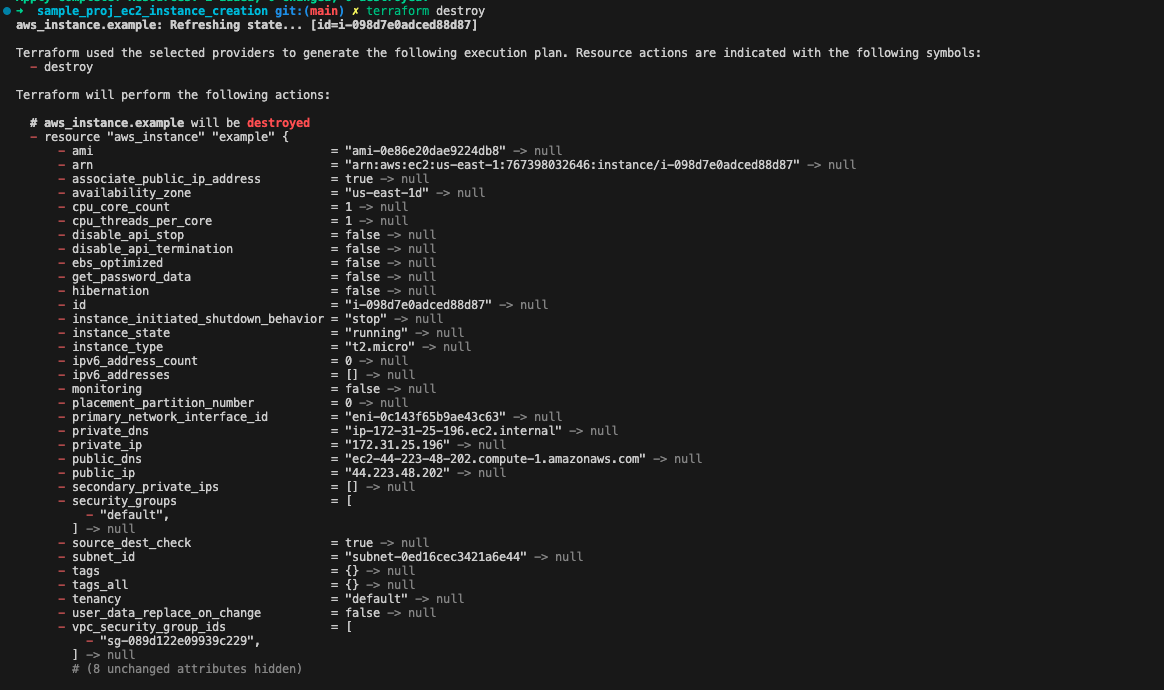 ➜ sample_proj_ec2_instance_creation git:(main) ✗ terraform destroy
aws_instance.example: Refreshing state... [id=i-098d7e0adced88d87]
Terraform used the selected providers to generate the following execution plan. Resource actions are indicated with the following symbols:
- destroy
Terraform will perform the following actions:
# aws_instance.example will be destroyed
- resource "aws_instance" "example" {
- ami = "ami-0e86e20dae9224db8" -> null
- arn = "arn:aws:ec2:us-east-1:767398032646:instance/i-098d7e0adced88d87" -> null
- associate_public_ip_address = true -> null
- availability_zone = "us-east-1d" -> null
- cpu_core_count = 1 -> null
- cpu_threads_per_core = 1 -> null
- disable_api_stop = false -> null
- disable_api_termination = false -> null
- ebs_optimized = false -> null
- get_password_data = false -> null
- hibernation = false -> null
- id = "i-098d7e0adced88d87" -> null
- instance_initiated_shutdown_behavior = "stop" -> null
- instance_state = "running" -> null
- instance_type = "t2.micro" -> null
- ipv6_address_count = 0 -> null
- ipv6_addresses = [] -> null
- monitoring = false -> null
- placement_partition_number = 0 -> null
- primary_network_interface_id = "eni-0c143f65b9ae43c63" -> null
- private_dns = "ip-172-31-25-196.ec2.internal" -> null
- private_ip = "172.31.25.196" -> null
- public_dns = "ec2-44-223-48-202.compute-1.amazonaws.com" -> null
- public_ip = "44.223.48.202" -> null
- secondary_private_ips = [] -> null
- security_groups = [
- "default",
] -> null
- source_dest_check = true -> null
- subnet_id = "subnet-0ed16cec3421a6e44" -> null
- tags = {} -> null
- tags_all = {} -> null
- tenancy = "default" -> null
- user_data_replace_on_change = false -> null
- vpc_security_group_ids = [
- "sg-089d122e09939c229",
] -> null
# (8 unchanged attributes hidden)